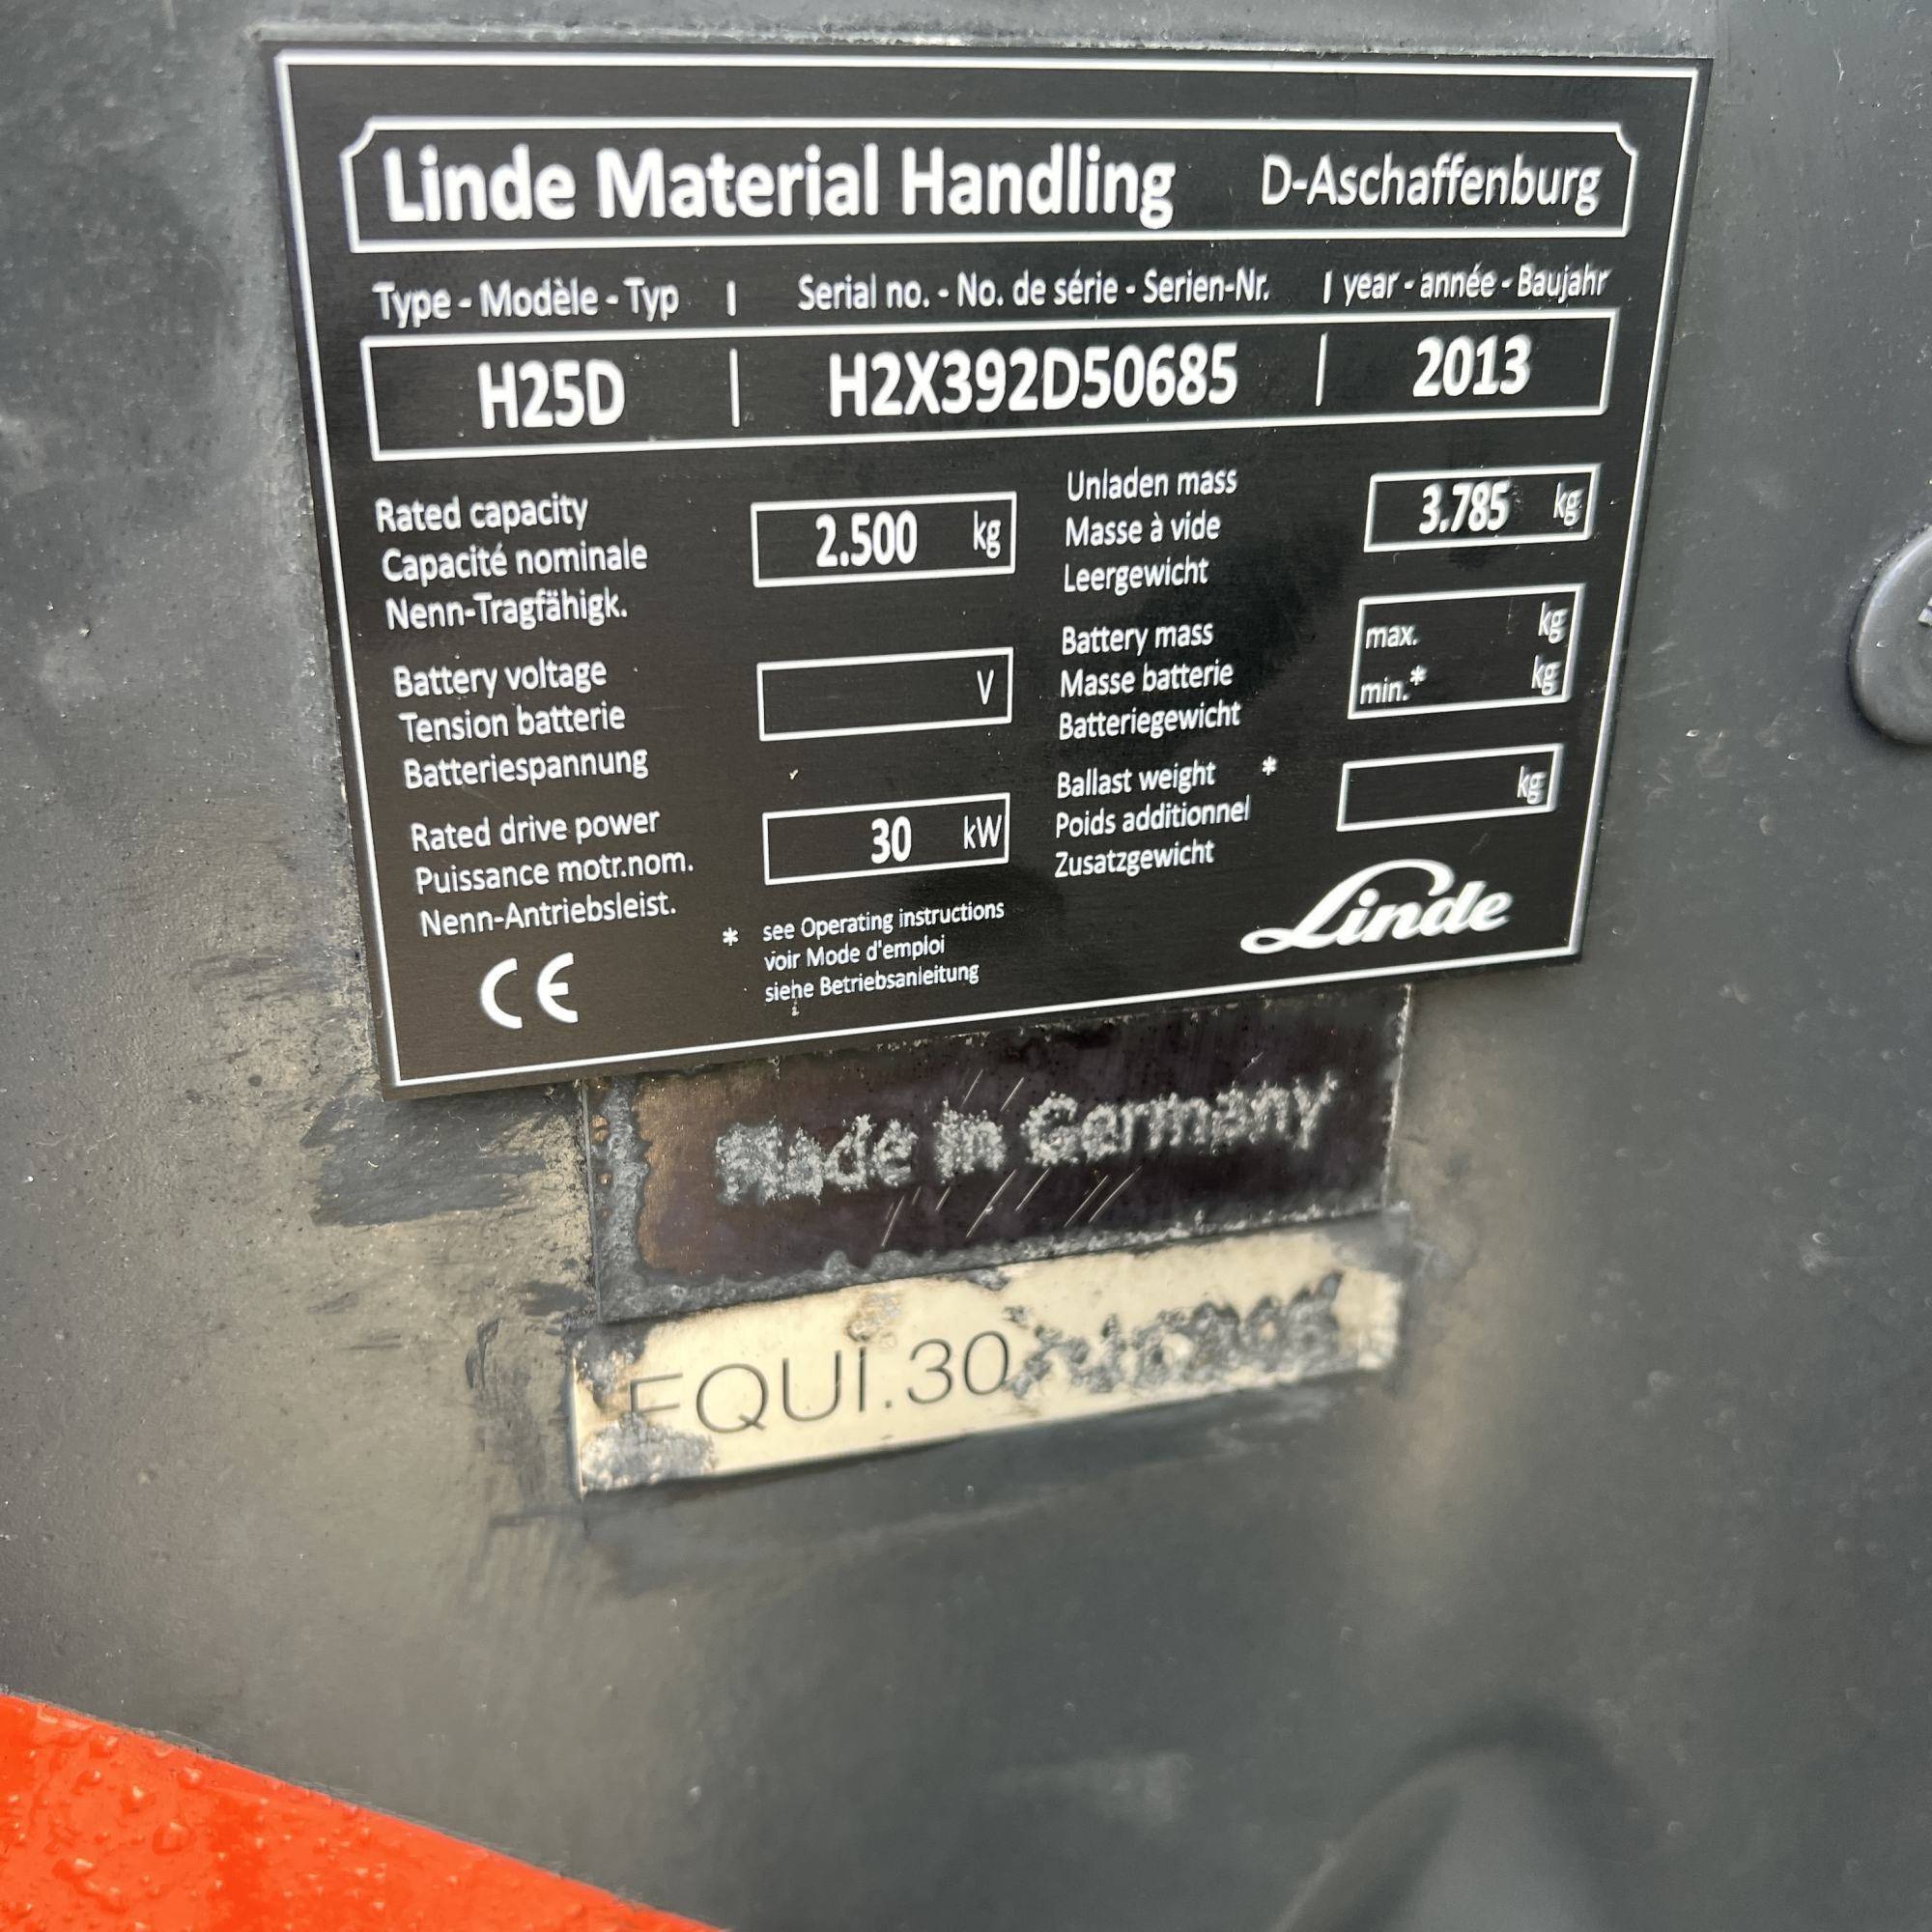 Linde Material Handling D-Aschaffenburg
Type - Modèle - Typ | Serial no. - No. de série - Serien-Nr. | year - année - Baujahr
H25D | H2X392D50685 | 2013
Rated capacity
Capacité nominale
Nenn-Tragfähigk.
2.500 kg
Unladen mass
Masse à vide
Leergewicht
3.785 kg
Battery voltage
Tension batterie
Batteriespannung
V
Battery mass
Masse batterie
Batteriegewicht
max. kg
min.* kg
Rated drive power
Puissance motr.nom.
Nenn-Antriebsleist.
30 kW
Ballast weight *
Poids additionnel
Zusatzgewicht
kg
CE
* see Operating instructions
voir Mode d'emploi
siehe Betriebsanleitung
Linde
Made in Germany
EQUI.30